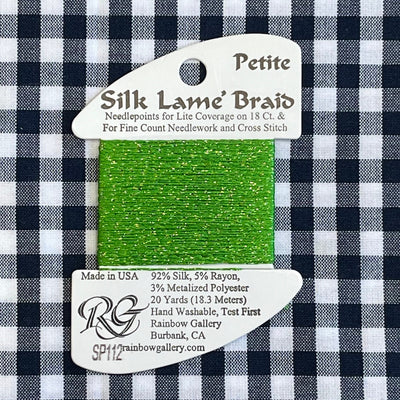 Petite
Silk Lame' Braid
Needlepoints for Lite Coverage on 18 Ct. &
For Fine Count Needlework and Cross Stitch
Made in USA
92% Silk, 5% Rayon,
3% Metalized Polyester
20 Yards (18.3 Meters)
Hand Washable, Test First
Rainbow Gallery
Burbank, CA
RG
SP112
rainbowgallery.com